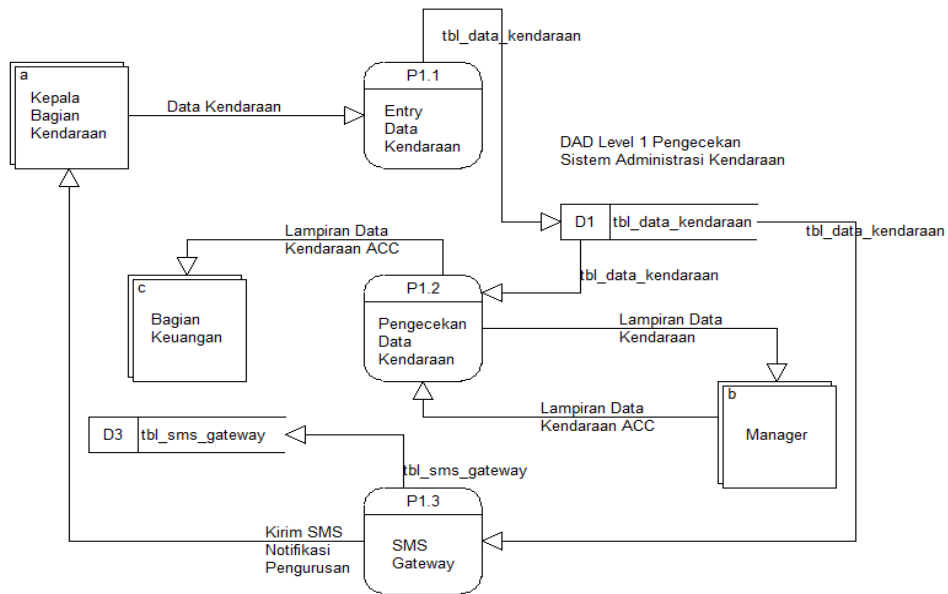 tbl_data_kendaraan
a
Kepala
Bagian
Kendaraan
Data Kendaraan
P1.1
Entry
Data
Kendaraan
DAD Level 1 Pengecekan
Sistem Administrasi Kendaraan
D1
tbl_data_kendaraan
tbl_data_kendaraan
Lampiran Data
Kendaraan ACC
tbl_data_kendaraan
c
Bagian
Keuangan
P1.2
Pengecekan
Data
Kendaraan
Lampiran Data
Kendaraan
Lampiran Data
Kendaraan ACC
b
Manager
D3
tbl_sms_gateway
tbl_sms_gateway
P1.3
SMS
Gateway
Kirim SMS
Notifikasi
Pengurusan